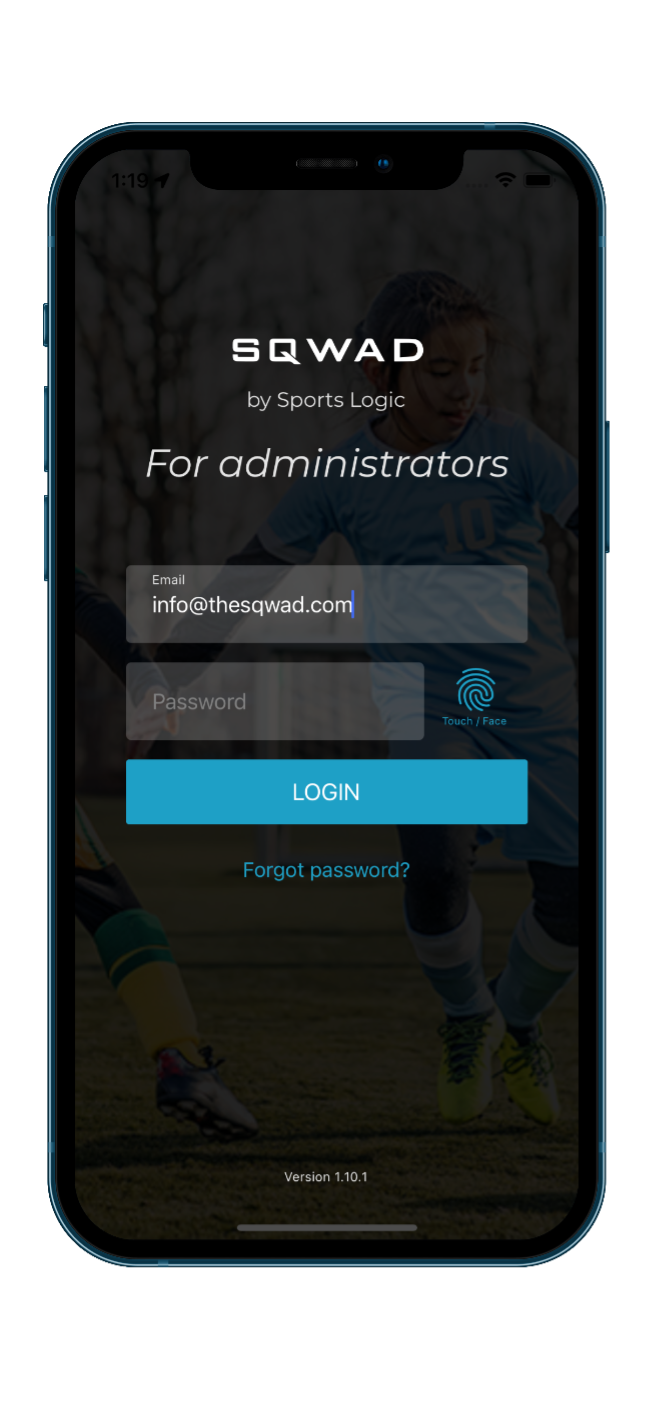 1:19
SQWAD
by Sports Logic
For administrators
10
Email
info@thesqwad.com
Password
Touch / Face
LOGIN
Forgot password?
Version 1.10.1